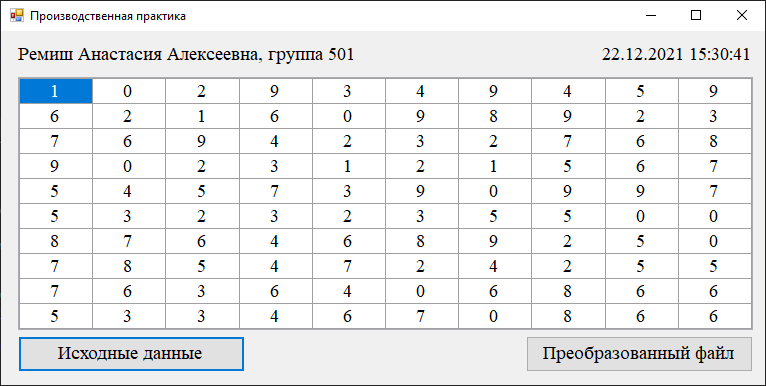 Производственная практика
Ремиш Анастасия Алексеевна, группа 501 22.12.2021 15:30:41
1 0 2 9 3 4 9 4 5 9
6 2 1 6 0 9 8 9 2 3
7 6 9 4 2 3 2 7 6 8
9 0 2 3 1 2 1 5 6 7
5 4 5 7 3 9 0 9 9 7
5 3 2 3 2 3 5 5 0 0
8 7 6 4 6 8 9 2 5 0
7 8 5 4 7 2 4 2 5 5
7 6 3 6 4 0 6 8 6 6
5 3 3 4 6 7 0 8 6 6
Исходные данные Преобразованный файл